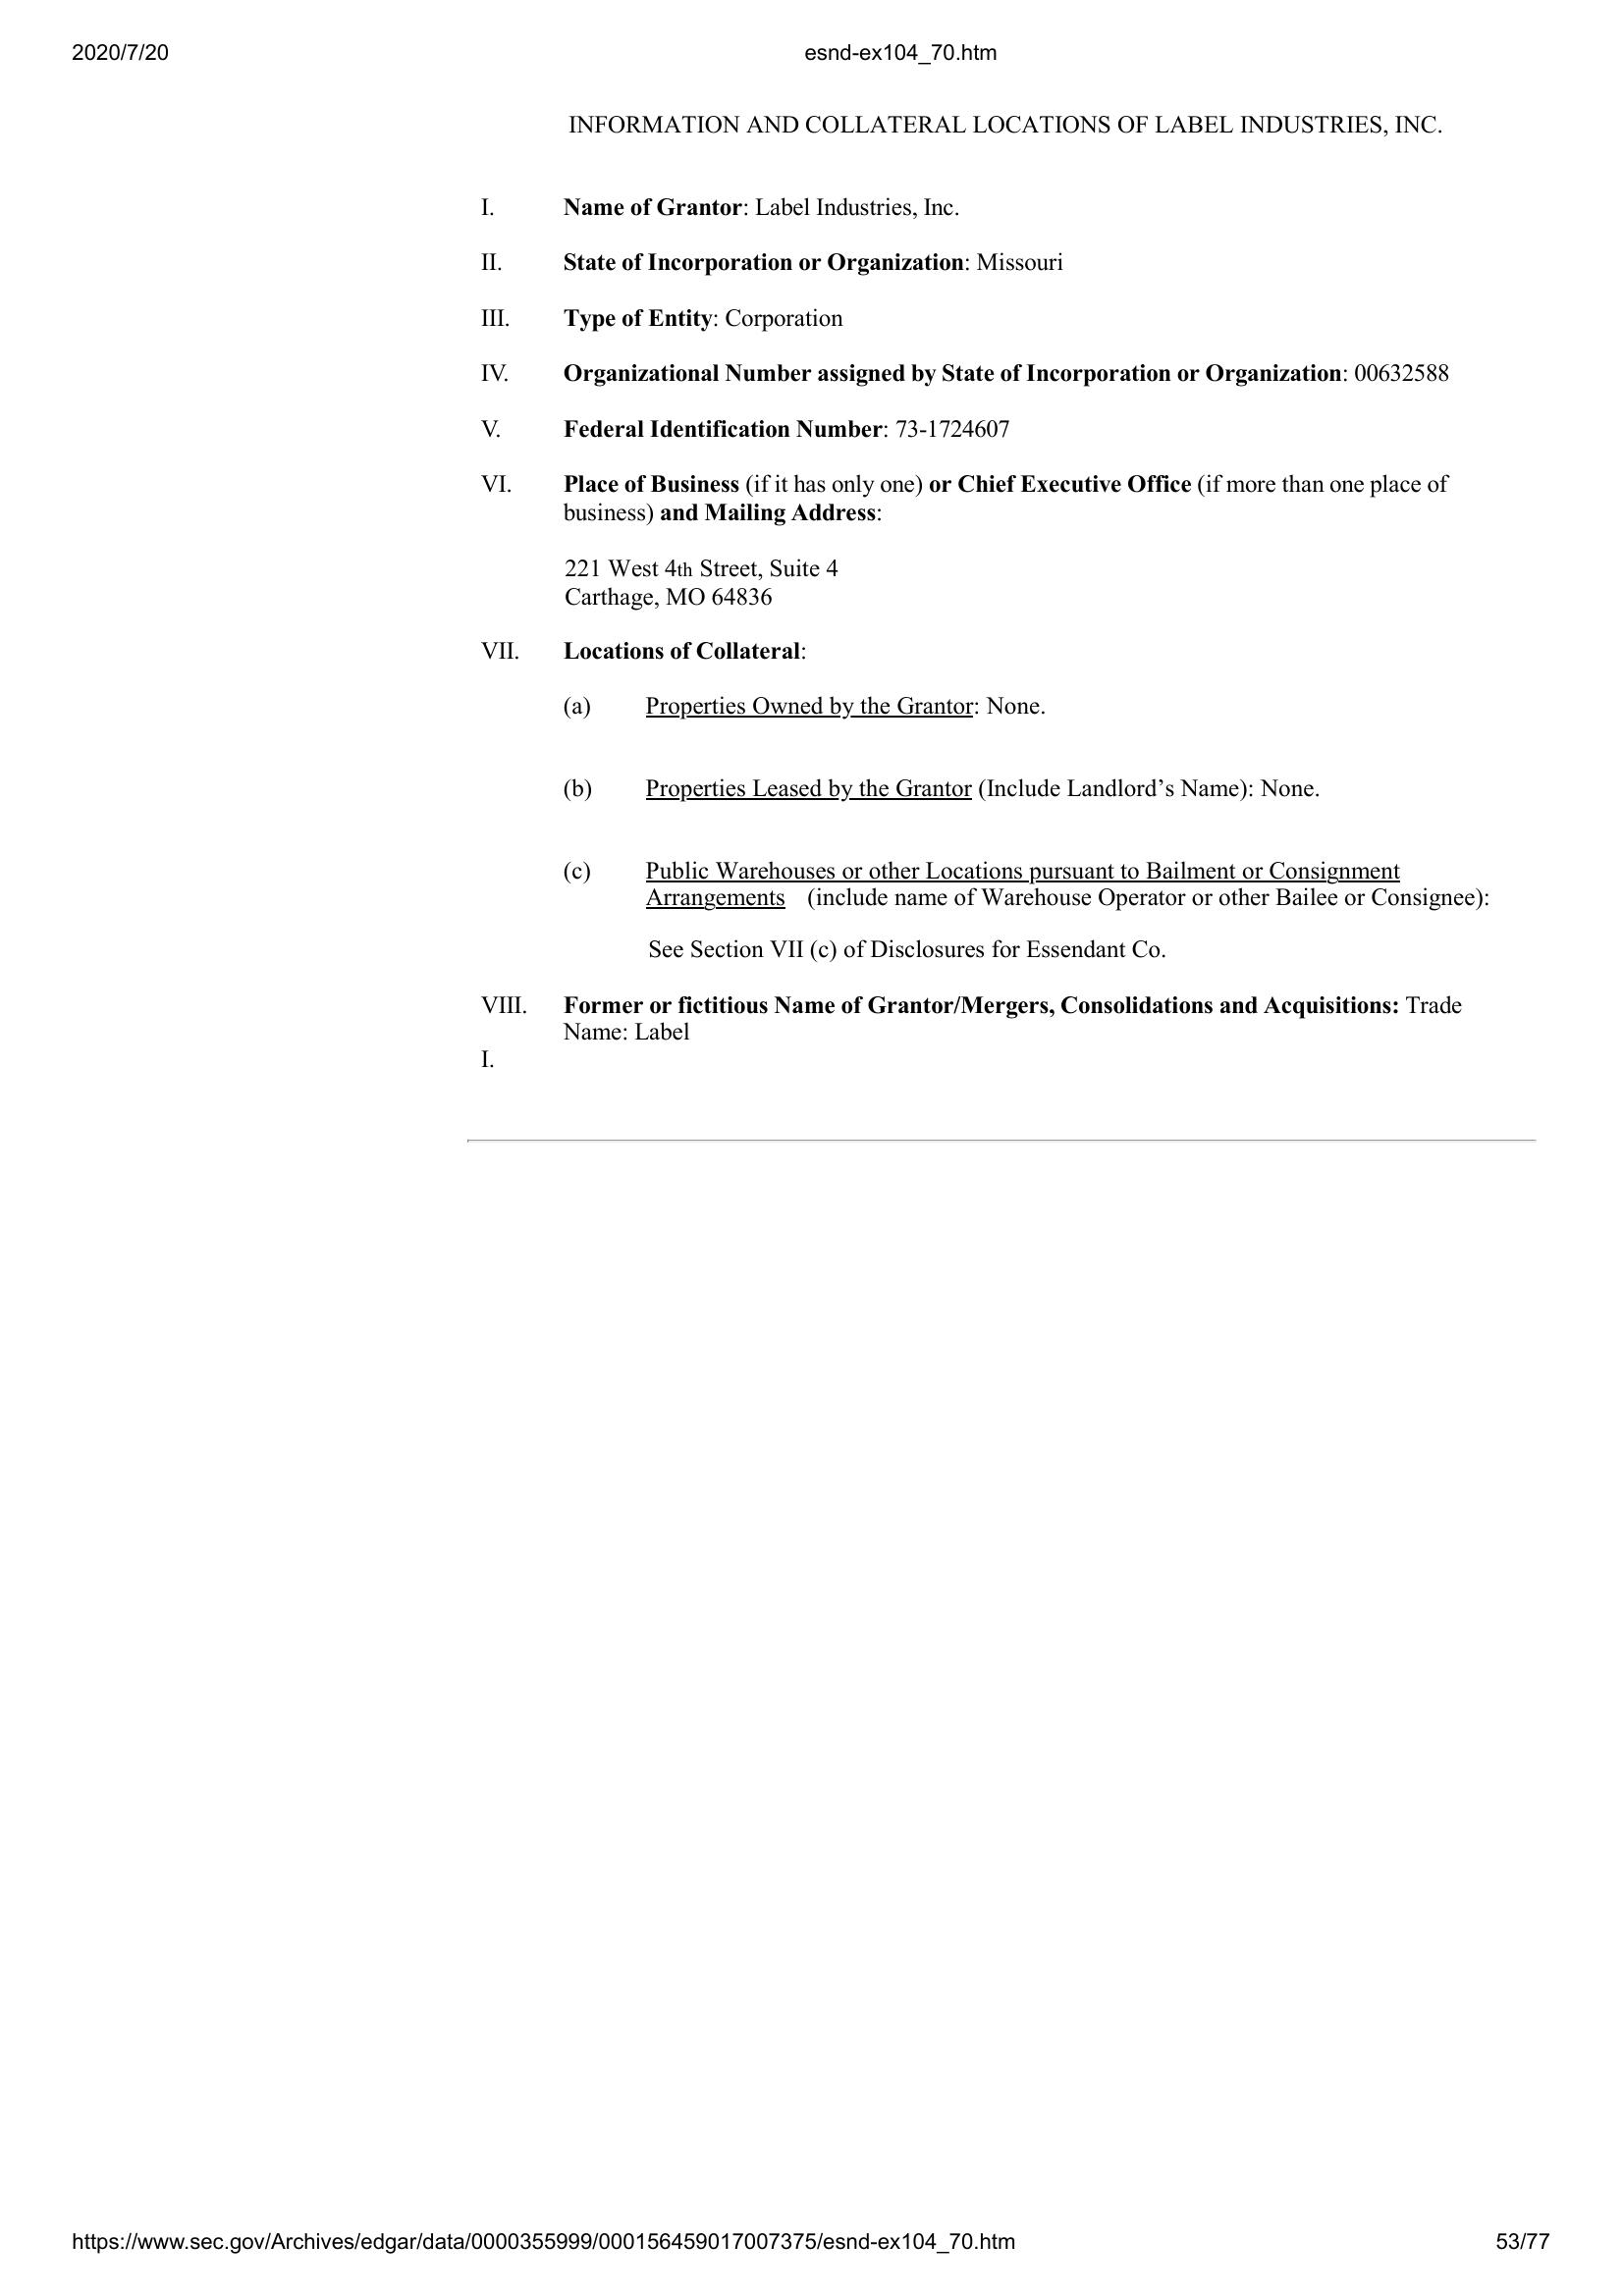 2020/7/20 esnd-ex104_70.htm
INFORMATION AND COLLATERAL LOCATIONS OF LABEL INDUSTRIES, INC.
I. Name of Grantor: Label Industries, Inc.
II. State of Incorporation or Organization: Missouri
III. Type of Entity: Corporation
IV. Organizational Number assigned by State of Incorporation or Organization: 00632588
V. Federal Identification Number: 73-1724607
VI. Place of Business (if it has only one) or Chief Executive Office (if more than one place of
business) and Mailing Address:
221 West 4th Street, Suite 4
Carthage, MO 64836
VII. Locations of Collateral:
(a) Properties Owned by the Grantor: None.
(b) Properties Leased by the Grantor (Include Landlord’s Name): None.
(c) Public Warehouses or other Locations pursuant to Bailment or Consignment
Arrangements (include name of Warehouse Operator or other Bailee or Consignee):
See Section VII (c) of Disclosures for Essendant Co.
VIII. Former or fictitious Name of Grantor/Mergers, Consolidations and Acquisitions: Trade
Name: Label
I.
https://www.sec.gov/Archives/edgar/data/0000355999/000156459017007375/esnd-ex104_70.htm 53/77